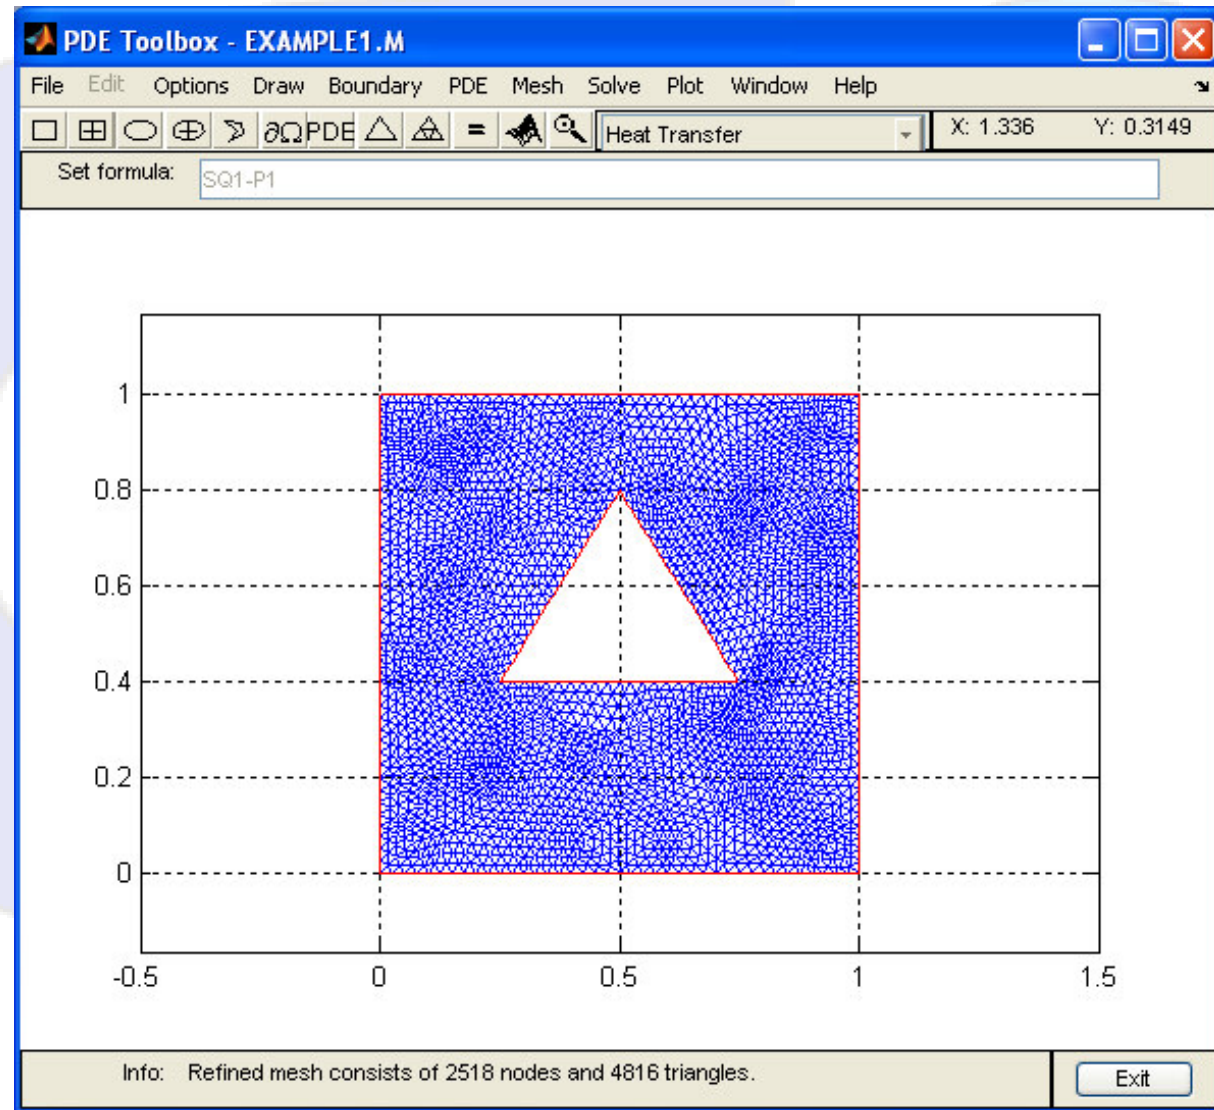 PDE Toolbox - EXAMPLE1.M
File Edit Options Draw Boundary PDE Mesh Solve Plot Window Help
∂Ω PDE = Heat Transfer X: 1.336 Y: 0.3149
Set formula: SQ1-P1
1
0.8
0.6
0.4
0.2
0
-0.5 0 0.5 1 1.5
Info: Refined mesh consists of 2518 nodes and 4816 triangles. Exit